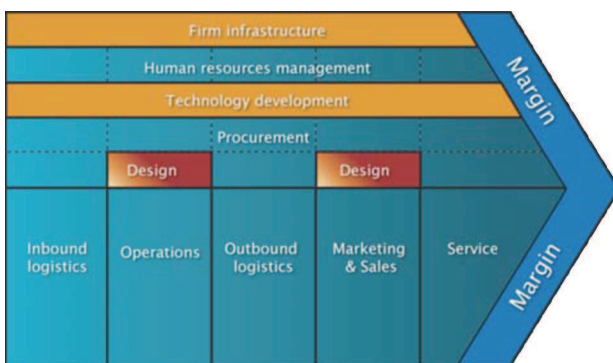 Firm infrastructure
Human resources management
Technology development
Procurement
Design
Design
Inbound
logistics
Operations
Outbound
logistics
Marketing
& Sales
Service
Margin
Margin